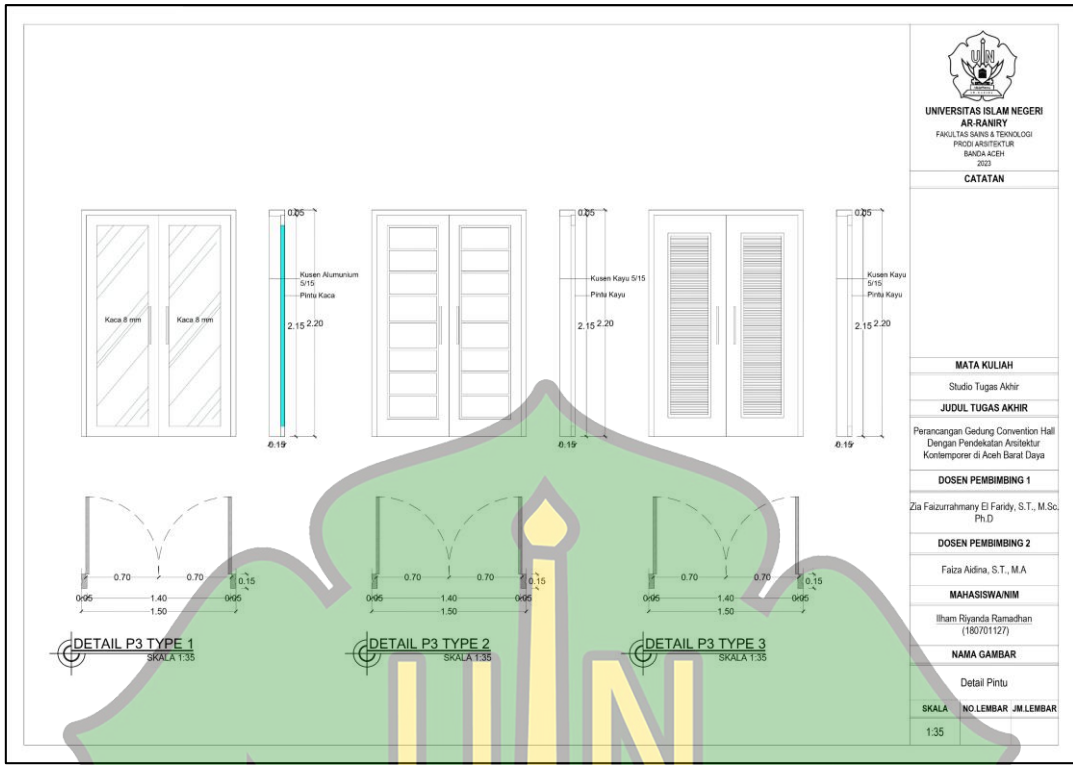 0.05
Kusen Alumunium
5/15
Pintu Kaca
Kaca 8 mm
Kaca 8 mm
2.15 2.20
0.15
0.05
Kusen Kayu 5/15
Pintu Kayu
2.15 2.20
0.15
0.05
Kusen Kayu
5/15
Pintu Kayu
2.15 2.20
0.15
0.70 0.70 0.15
0.05 1.40 0.05
1.50
DETAIL P3 TYPE 1
SKALA 1:35
0.70 0.70 0.15
0.05 1.40 0.05
1.50
DETAIL P3 TYPE 2
SKALA 1:35
0.70 0.70 0.15
0.05 1.40 0.05
1.50
DETAIL P3 TYPE 3
SKALA 1:35
UIN
UIN
UNIVERSITAS ISLAM NEGERI
AR-RANIRY
FAKULTAS SAINS & TEKNOLOGI
PRODI ARSITEKTUR
BANDA ACEH
2023
CATATAN
MATA KULIAH
Studio Tugas Akhir
JUDUL TUGAS AKHIR
Perancangan Gedung Convention Hall
Dengan Pendekatan Arsitektur
Kontemporer di Aceh Barat Daya
DOSEN PEMBIMBING 1
Zia Faizurrahmany El Faridy, S.T., M.Sc,
Ph.D
DOSEN PEMBIMBING 2
Faiza Aidina, S.T., M.A
MAHASISWA/NIM
Ilham Riyanda Ramadhan
(180701127)
NAMA GAMBAR
Detail Pintu
SKALA NO.LEMBAR JM.LEMBAR
1:35